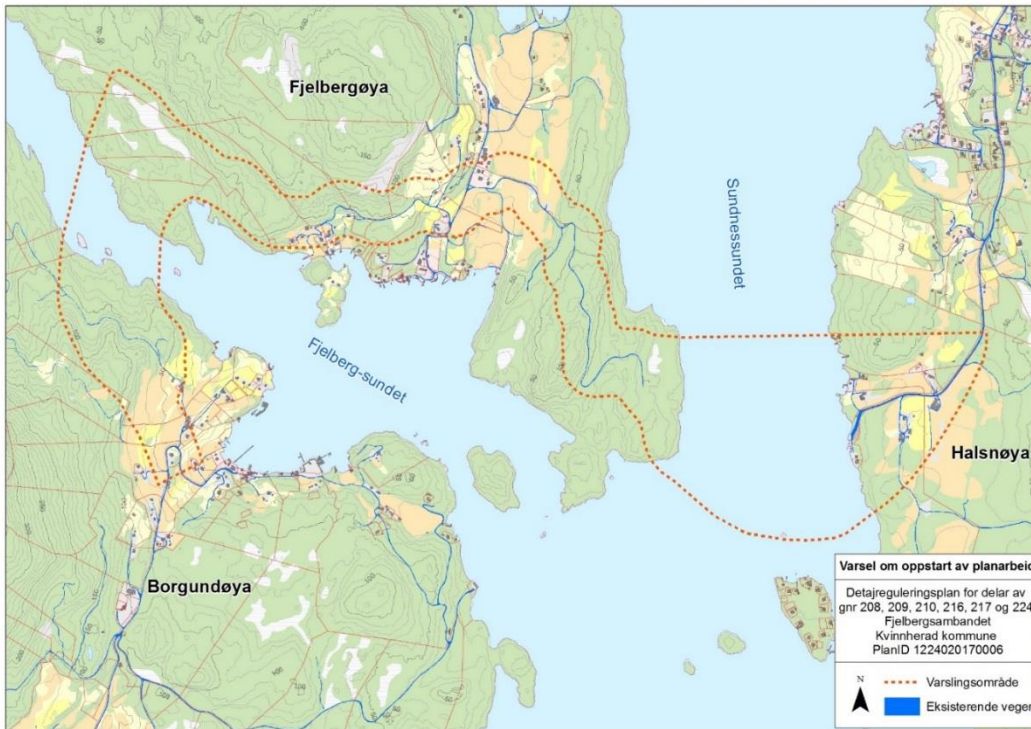 Fjelbergøya
Sundnessundet
Fjelberg-sundet
Halsnøya
Borgundøya
Varsel om oppstart av planarbeid
Detajreguleringsplan for delar av
gnr 208, 209, 210, 216, 217 og 224
Fjelbergsambandet
Kvinnherad kommune
PlanID 1224020170006
N
Varslingsområde
Eksisterende veger